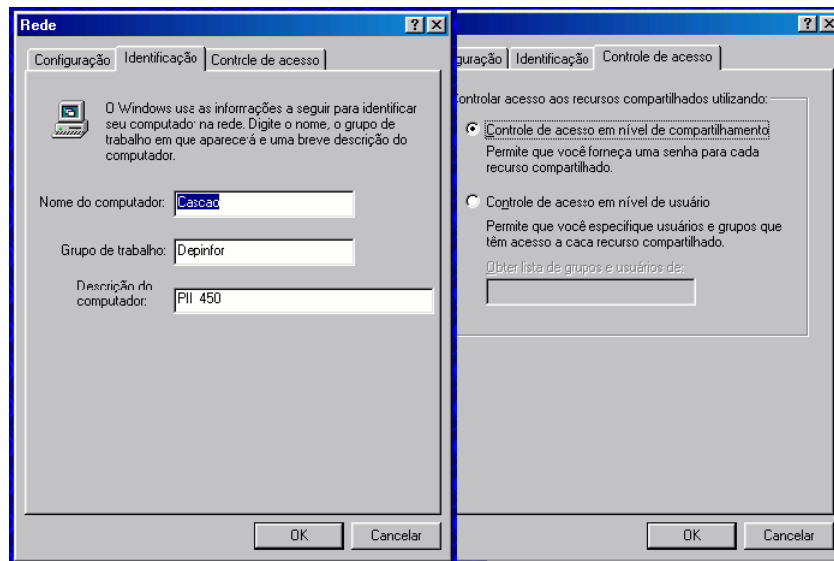 Rede
Configuração Identificação Contrcle de acesso
O Windows usa as informações a seguir para identificar
seu computador na rede. Digite o nome, o grupo de
trabalho em que aparecerá e uma breve descrição do
computador.
Nome do computador: Cascao
Grupo de trabalho: Depinfor
Descrição do
computador: PII 450
OK Cancelar
guração Identificação Controle de acesso
Controlar acesso aos recursos compartilhados utilizando:
Controle de acesso em nível de compartilhamento
Permite que você forneça uma senha para cada
recurso compartilhado.
Controle de acesso em nível de usuário
Permite que você especifique usuários e grupos que
têm acesso a caca recurso compartilhado.
Obter lista de grupos e usuários de:
OK Cancelar